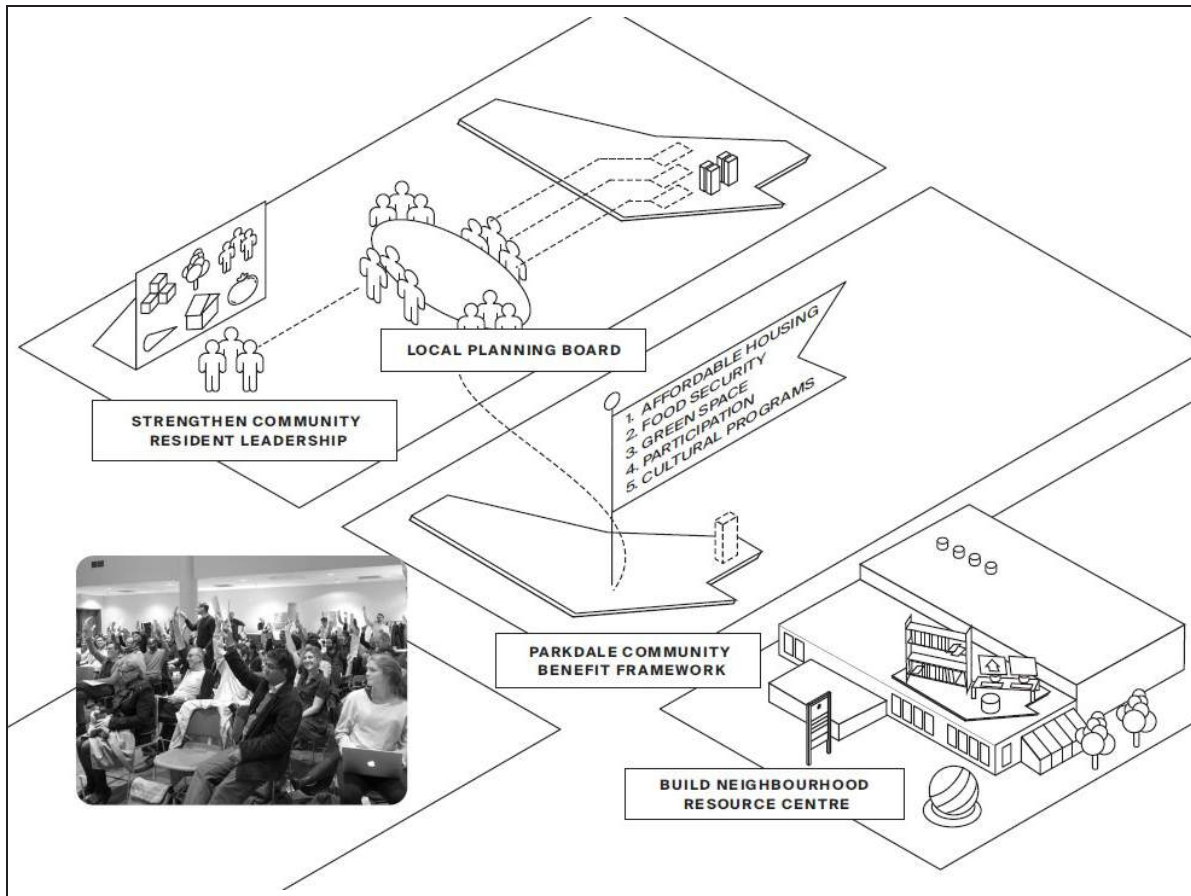 LOCAL PLANNING BOARD
STRENGTHEN COMMUNITY
RESIDENT LEADERSHIP
1. AFFORDABLE HOUSING
2. FOOD SECURITY
3. GREEN SPACE
4. PARTICIPATION
5. CULTURAL PROGRAMS
PARKDALE COMMUNITY
BENEFIT FRAMEWORK
BUILD NEIGHBOURHOOD
RESOURCE CENTRE